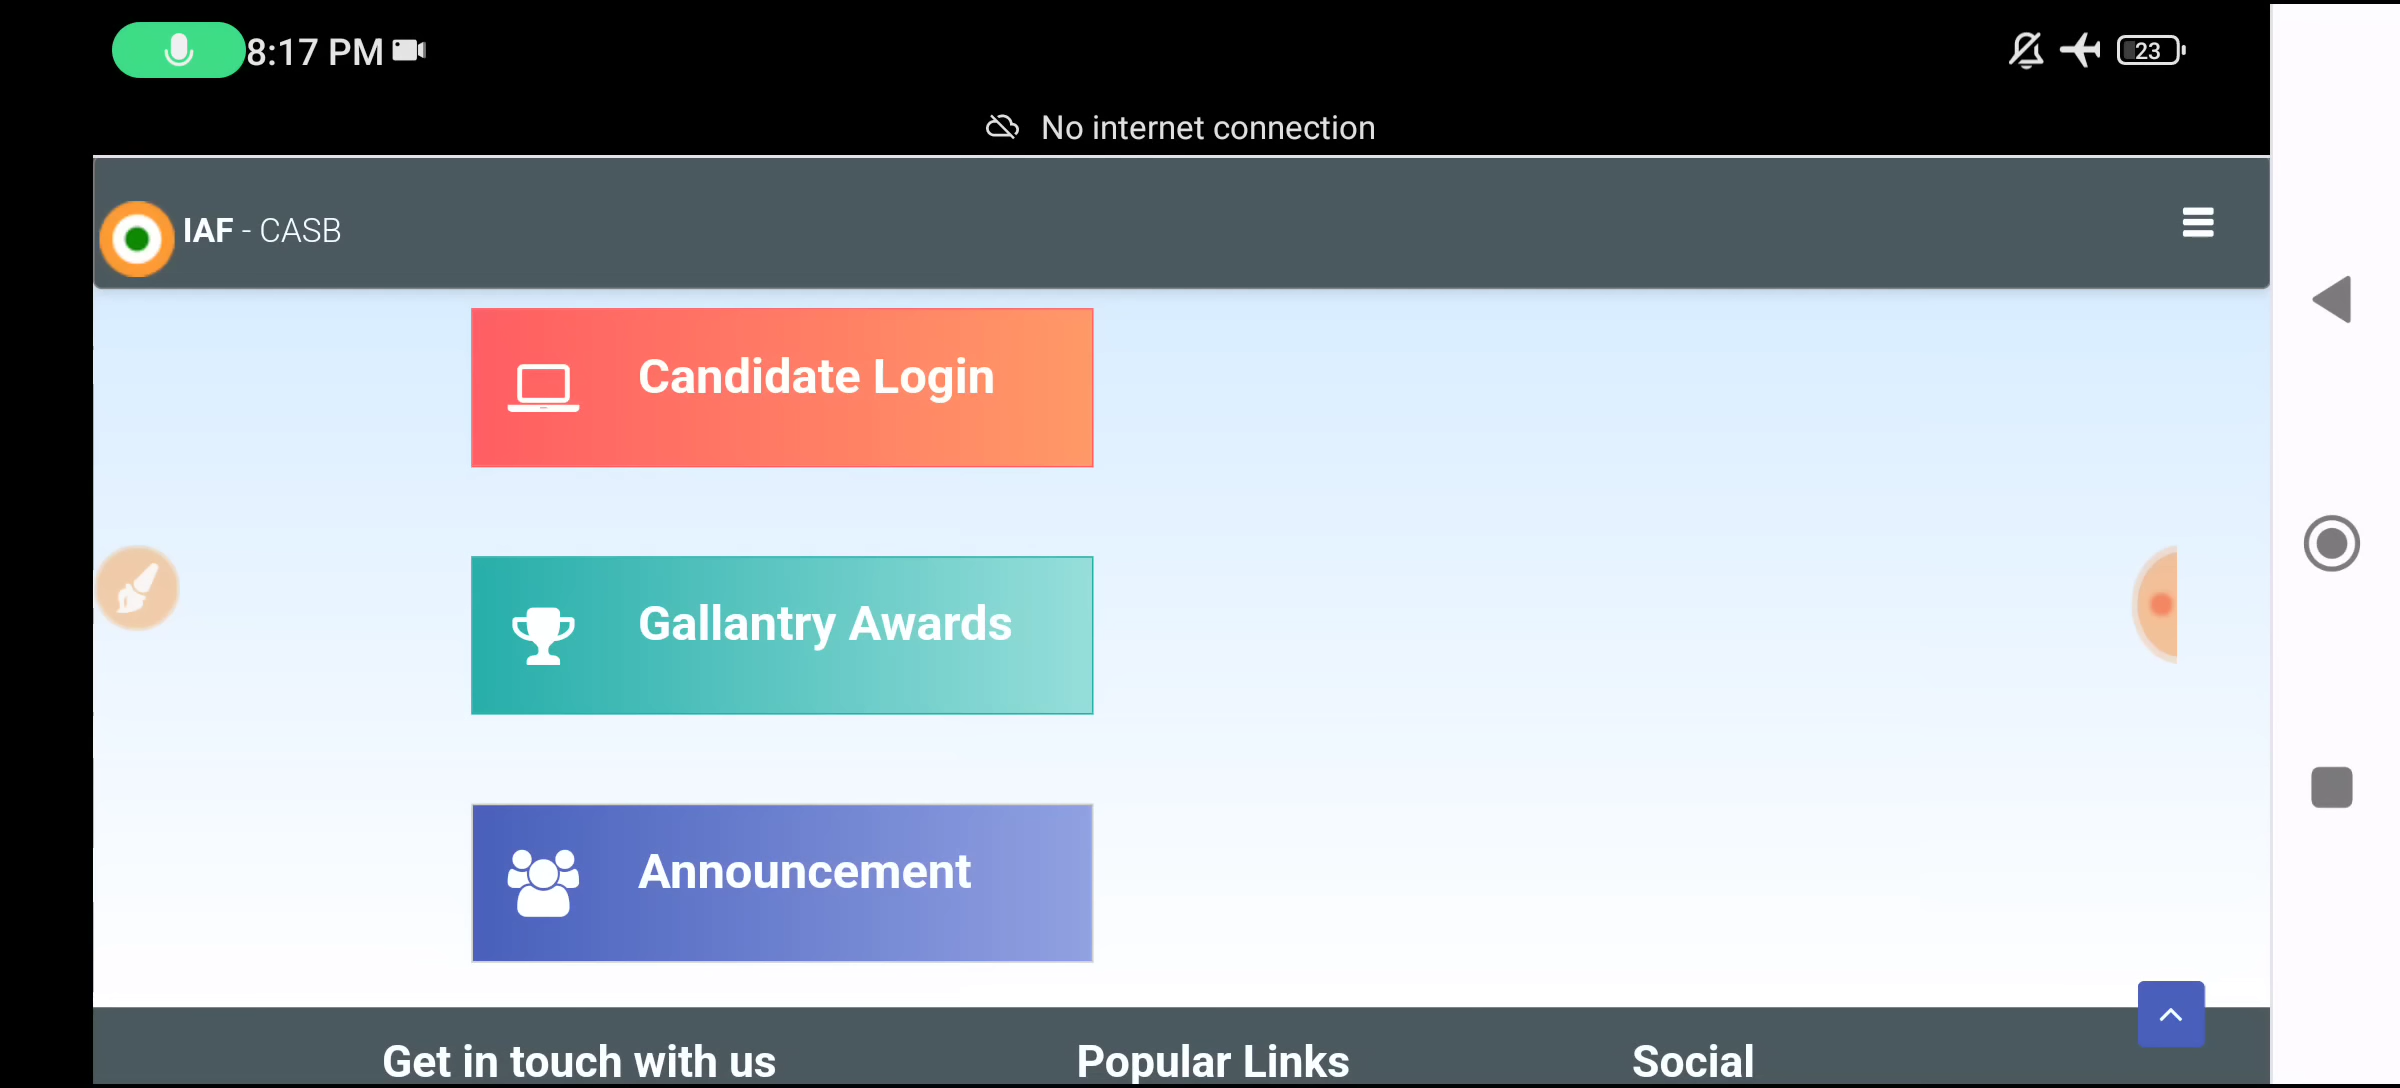 8:17 PM
23
No internet connection
IAF - CASB
Candidate Login
Gallantry Awards
Announcement
Get in touch with us
Popular Links
Social